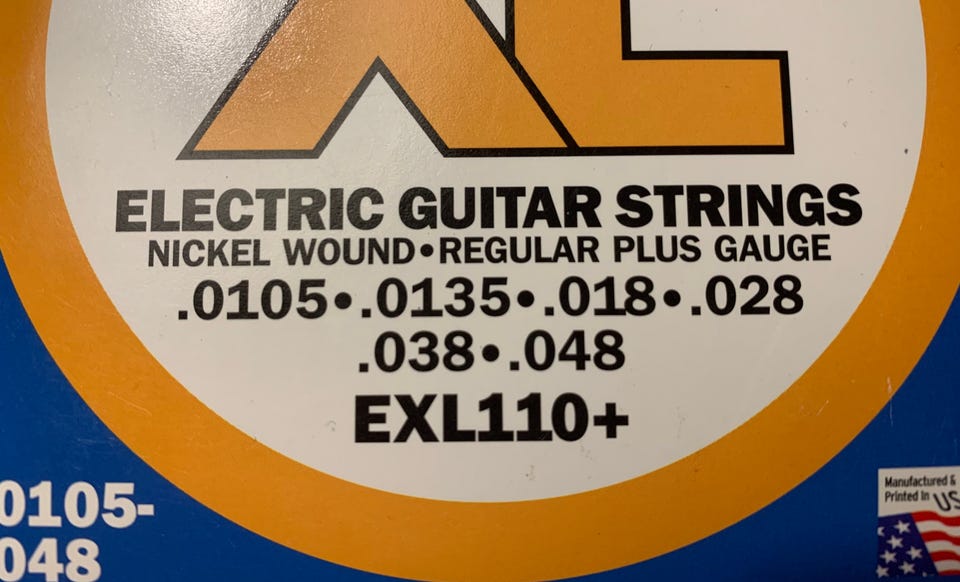 XL
ELECTRIC GUITAR STRINGS
NICKEL WOUND•REGULAR PLUS GAUGE
.0105•.0135•.018•.028
.038•.048
EXL110+
0105-
048
Manufactured &
Printed in US